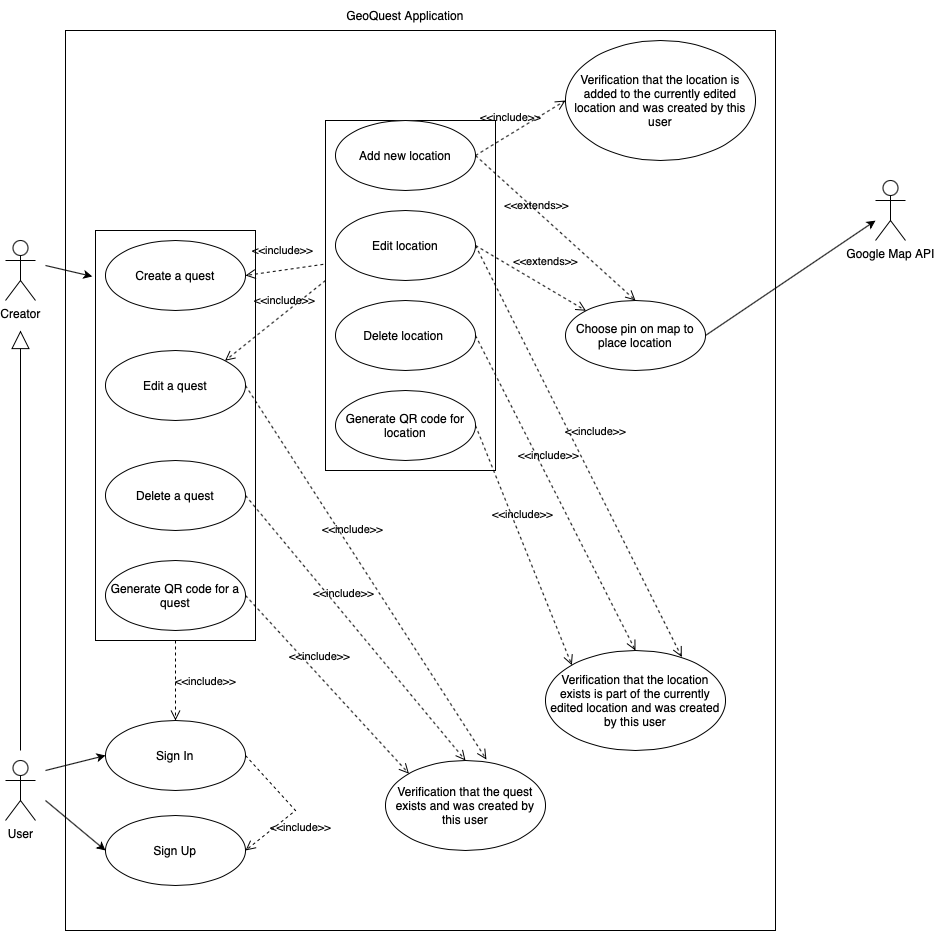 GeoQuest Application
Verification that the location is
added to the currently edited
location and was created by this
user
<<include>>
Add new location
<<extends>>
Google Map API
Edit location
<<include>>
Create a quest
<<extends>>
<<include>>
Creator
Delete location
Choose pin on map to
place location
Edit a quest
Generate QR code for
location
<<include>>
<<include>>
Delete a quest
<<include>>
<<include>>
Generate QR code for a
quest
<<include>>
<<include>>
<<include>>
Verification that the location
exists is part of the currently
edited location and was created
by this user
Sign In
Verification that the quest
exists and was created by
this user
User
<<include>>
Sign Up